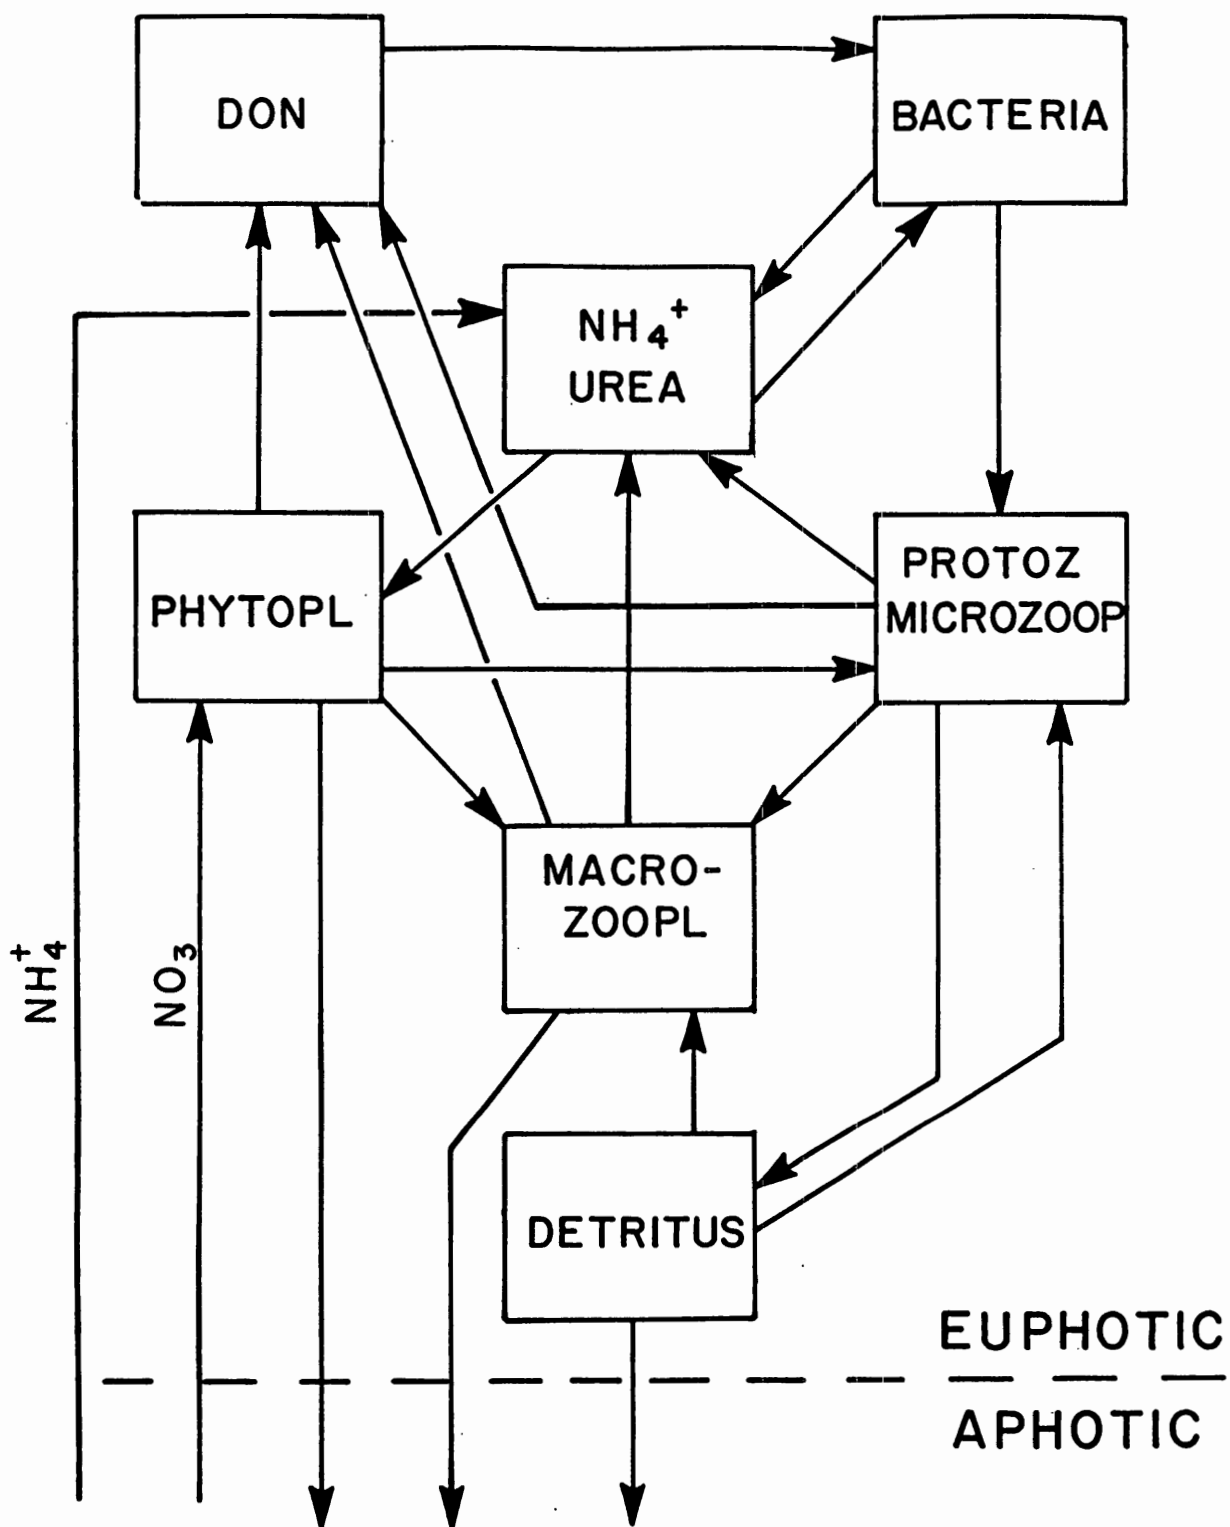 DON
BACTERIA
NH₄⁺
UREA
PHYTOPL
PROTOZ
MICROZOOP
MACRO-
ZOOPL
NH₄⁺
NO₃
DETRITUS
EUPHOTIC
APHOTIC